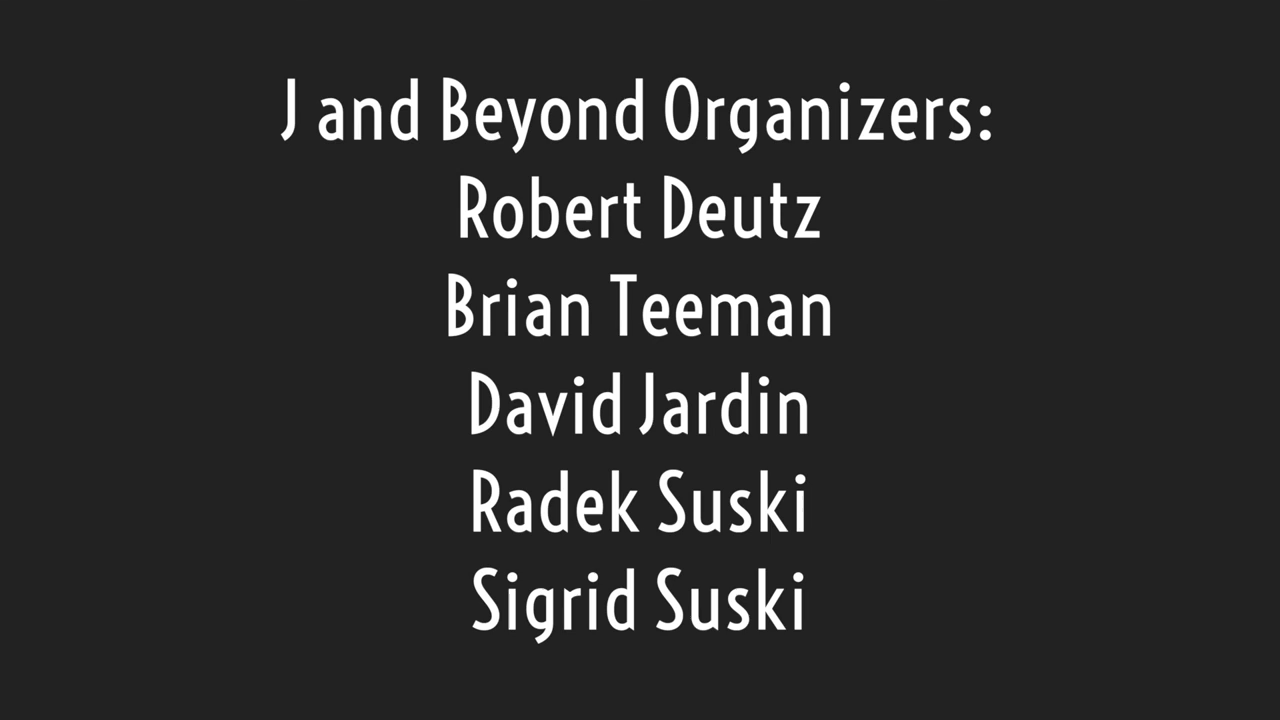 J and Beyond Organizers:
Robert Deutz
Brian Teeman
David Jardin
Radek Suski
Sigrid Suski